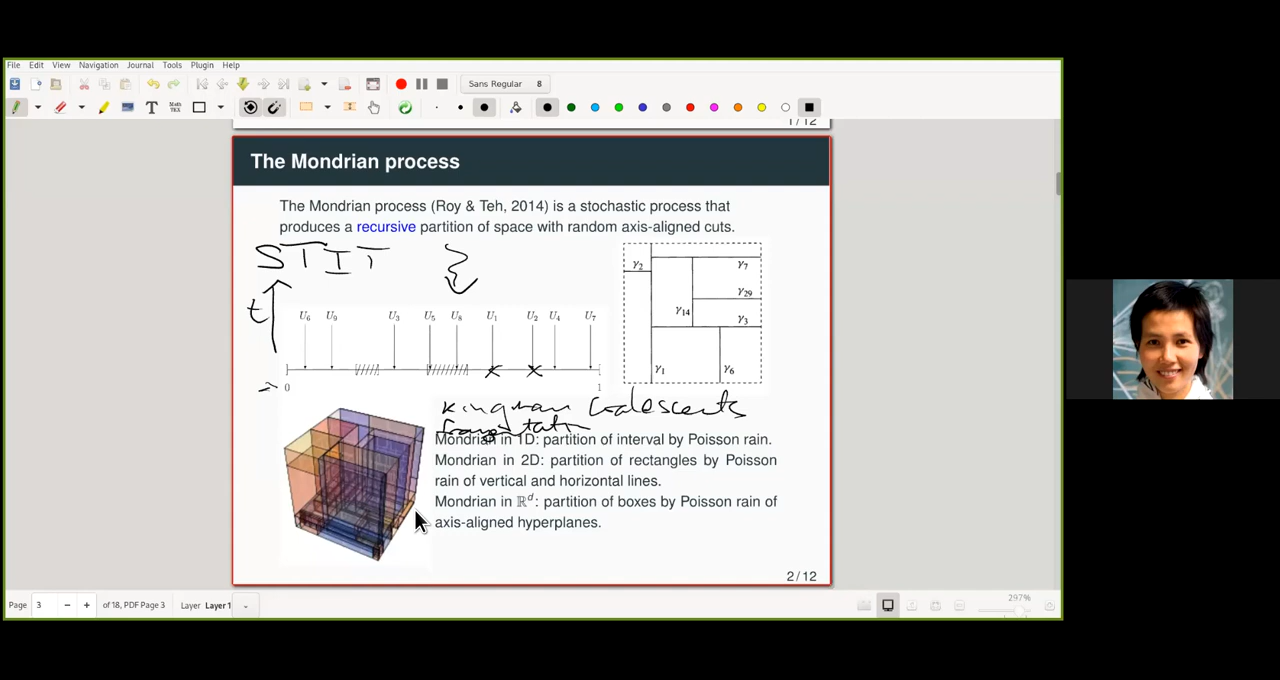 File Edit View Navigation Journal Tools Plugin Help
Sans Regular 8
1/12
The Mondrian process
The Mondrian process (Roy & Teh, 2014) is a stochastic process that
produces a recursive partition of space with random axis-aligned cuts.
STIT
t
U6 U9 U3 U5 U8 U1 U2 U4 U7
0 1
γ2 γ7
γ29
γ14 γ3
γ1 γ6
Kingman Coalescents
fragmentation
Mondrian in 1D: partition of interval by Poisson rain.
Mondrian in 2D: partition of rectangles by Poisson
rain of vertical and horizontal lines.
Mondrian in ℝᵈ: partition of boxes by Poisson rain of
axis-aligned hyperplanes.
2/12
Page 3 − + of 18, PDF Page 3 Layer Layer 1 297%